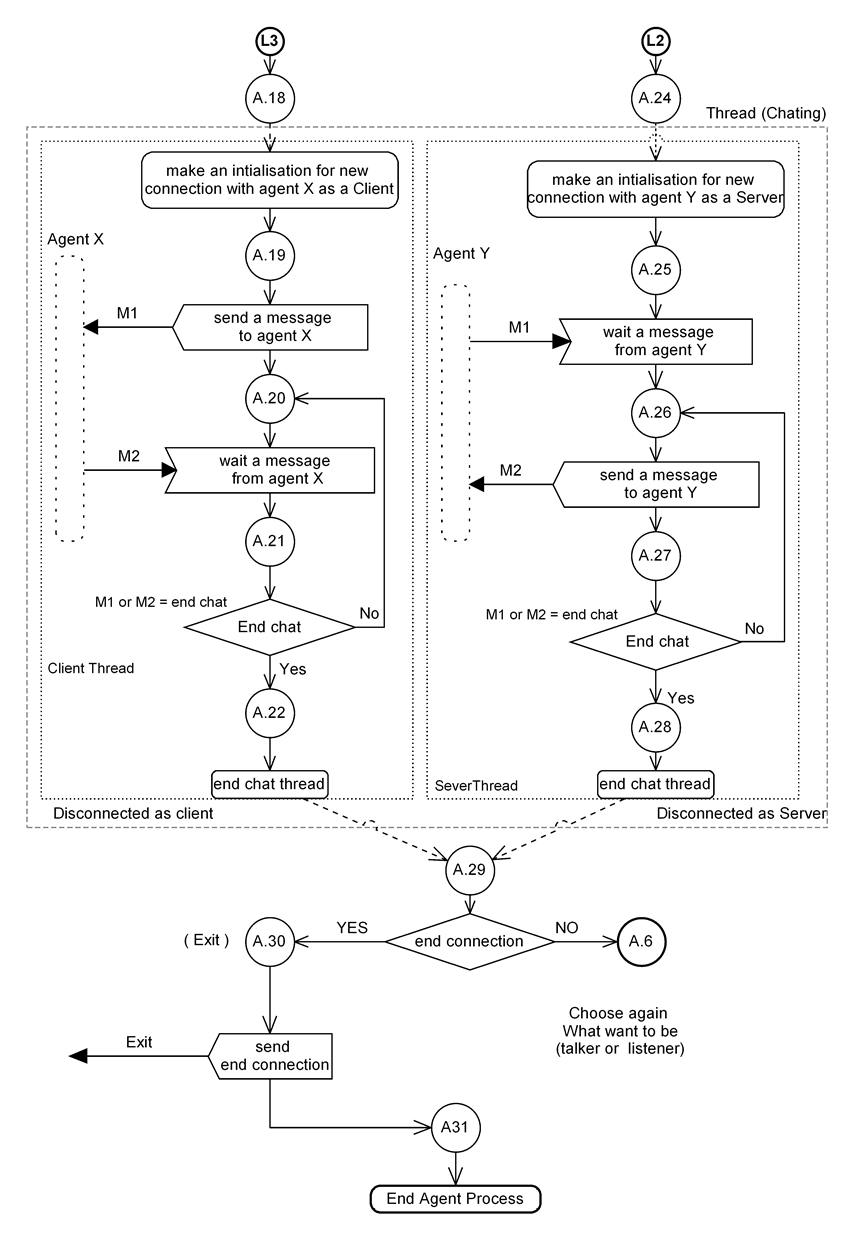 L3
A.18
make an intialisation for new
connection with agent X as a Client
A.19
Agent X
M1
send a message
to agent X
A.20
M2
wait a message
from agent X
A.21
M1 or M2 = end chat
End chat
No
Yes
Client Thread
A.22
end chat thread
Disconnected as client
L2
A.24
Thread (Chating)
make an intialisation for new
connection with agent Y as a Server
Agent Y
A.25
M1
wait a message
from agent Y
A.26
M2
send a message
to agent Y
A.27
M1 or M2 = end chat
End chat
No
Yes
A.28
SeverThread
end chat thread
Disconnected as Server
A.29
end connection
YES
NO
( Exit )
A.30
A.6
Choose again
What want to be
(talker or listener)
Exit
send
end connection
A31
End Agent Process